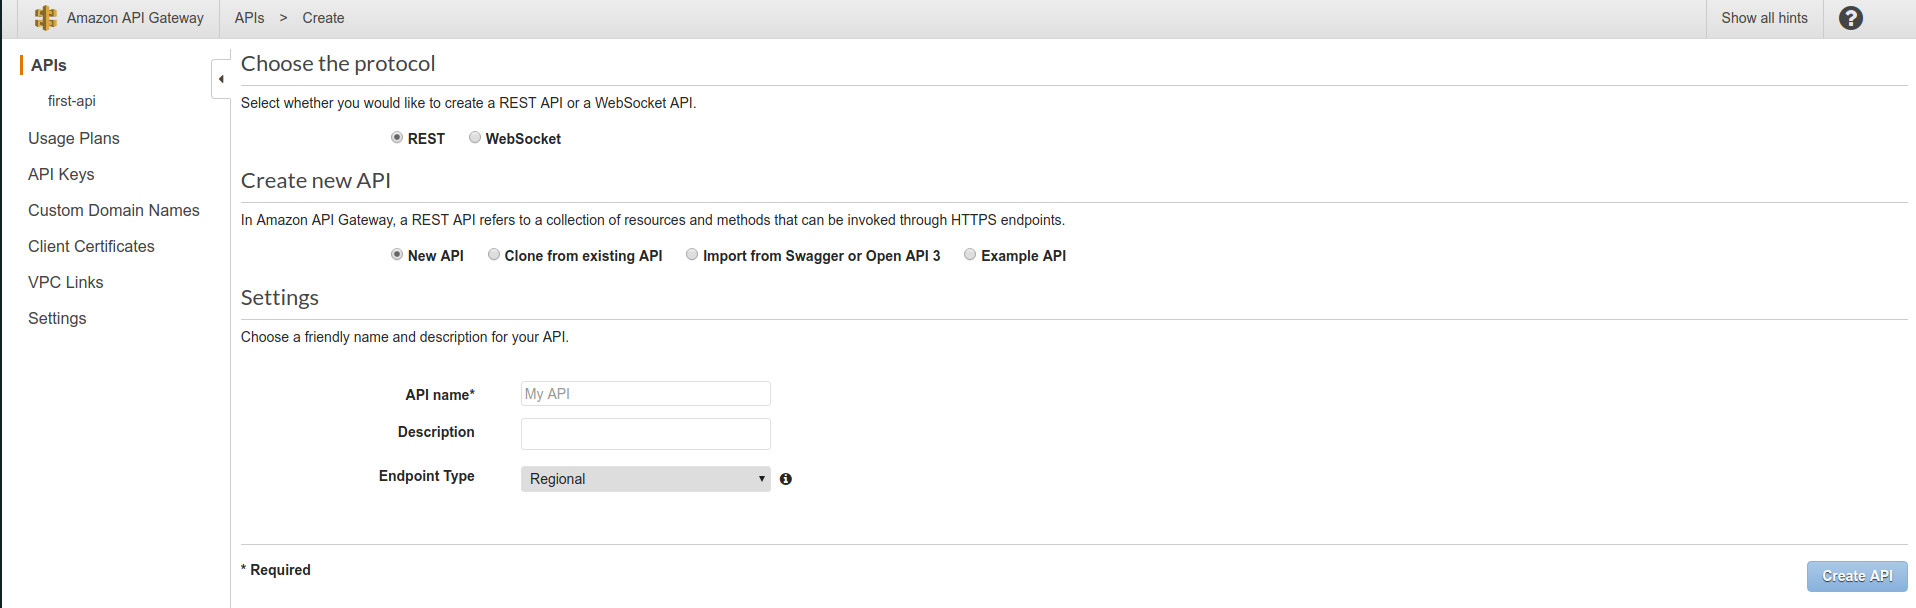 Amazon API Gateway
APIs > Create
Show all hints
?
APIs
first-api
Usage Plans
API Keys
Custom Domain Names
Client Certificates
VPC Links
Settings
Choose the protocol
Select whether you would like to create a REST API or a WebSocket API.
REST WebSocket
Create new API
In Amazon API Gateway, a REST API refers to a collection of resources and methods that can be invoked through HTTPS endpoints.
New API Clone from existing API Import from Swagger or Open API 3 Example API
Settings
Choose a friendly name and description for your API.
API name* My API
Description
Endpoint Type Regional
* Required
Create API